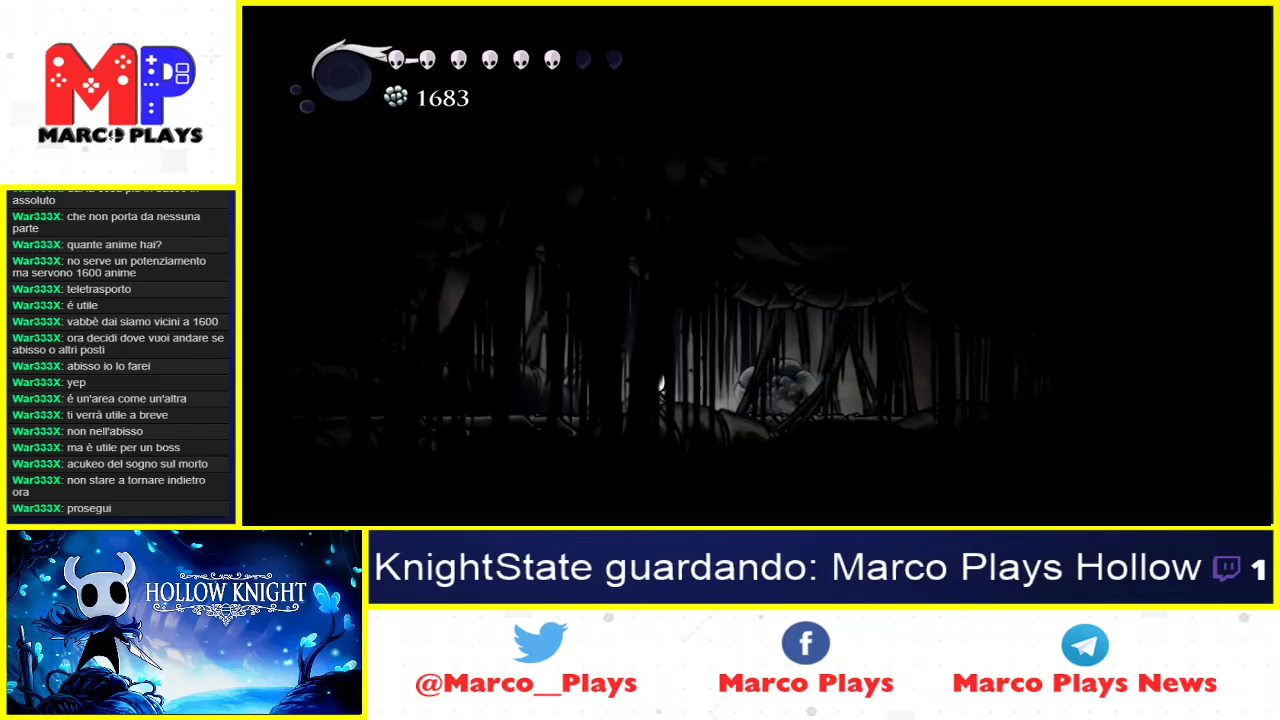 MP
MARCO PLAYS
1683
assoluto
War333X: che non porta da nessuna
parte
War333X: quante anime hai?
War333X: no serve un potenziamento
ma servono 1600 anime
War333X: teletrasporto
War333X: é utile
War333X: vabbè dai siamo vicini a 1600
War333X: ora decidi dove vuoi andare se
abisso o altri posti
War333X: abisso io lo farei
War333X: yep
War333X: é un'area come un'altra
War333X: ti verrà utile a breve
War333X: non nell'abisso
War333X: ma è utile per un boss
War333X: acukeo del sogno sul morto
War333X: non stare a tornare indietro
ora
War333X: prosegui
HOLLOW KNIGHT
KnightState guardando: Marco Plays Hollow 1
@Marco__Plays
Marco Plays
Marco Plays News